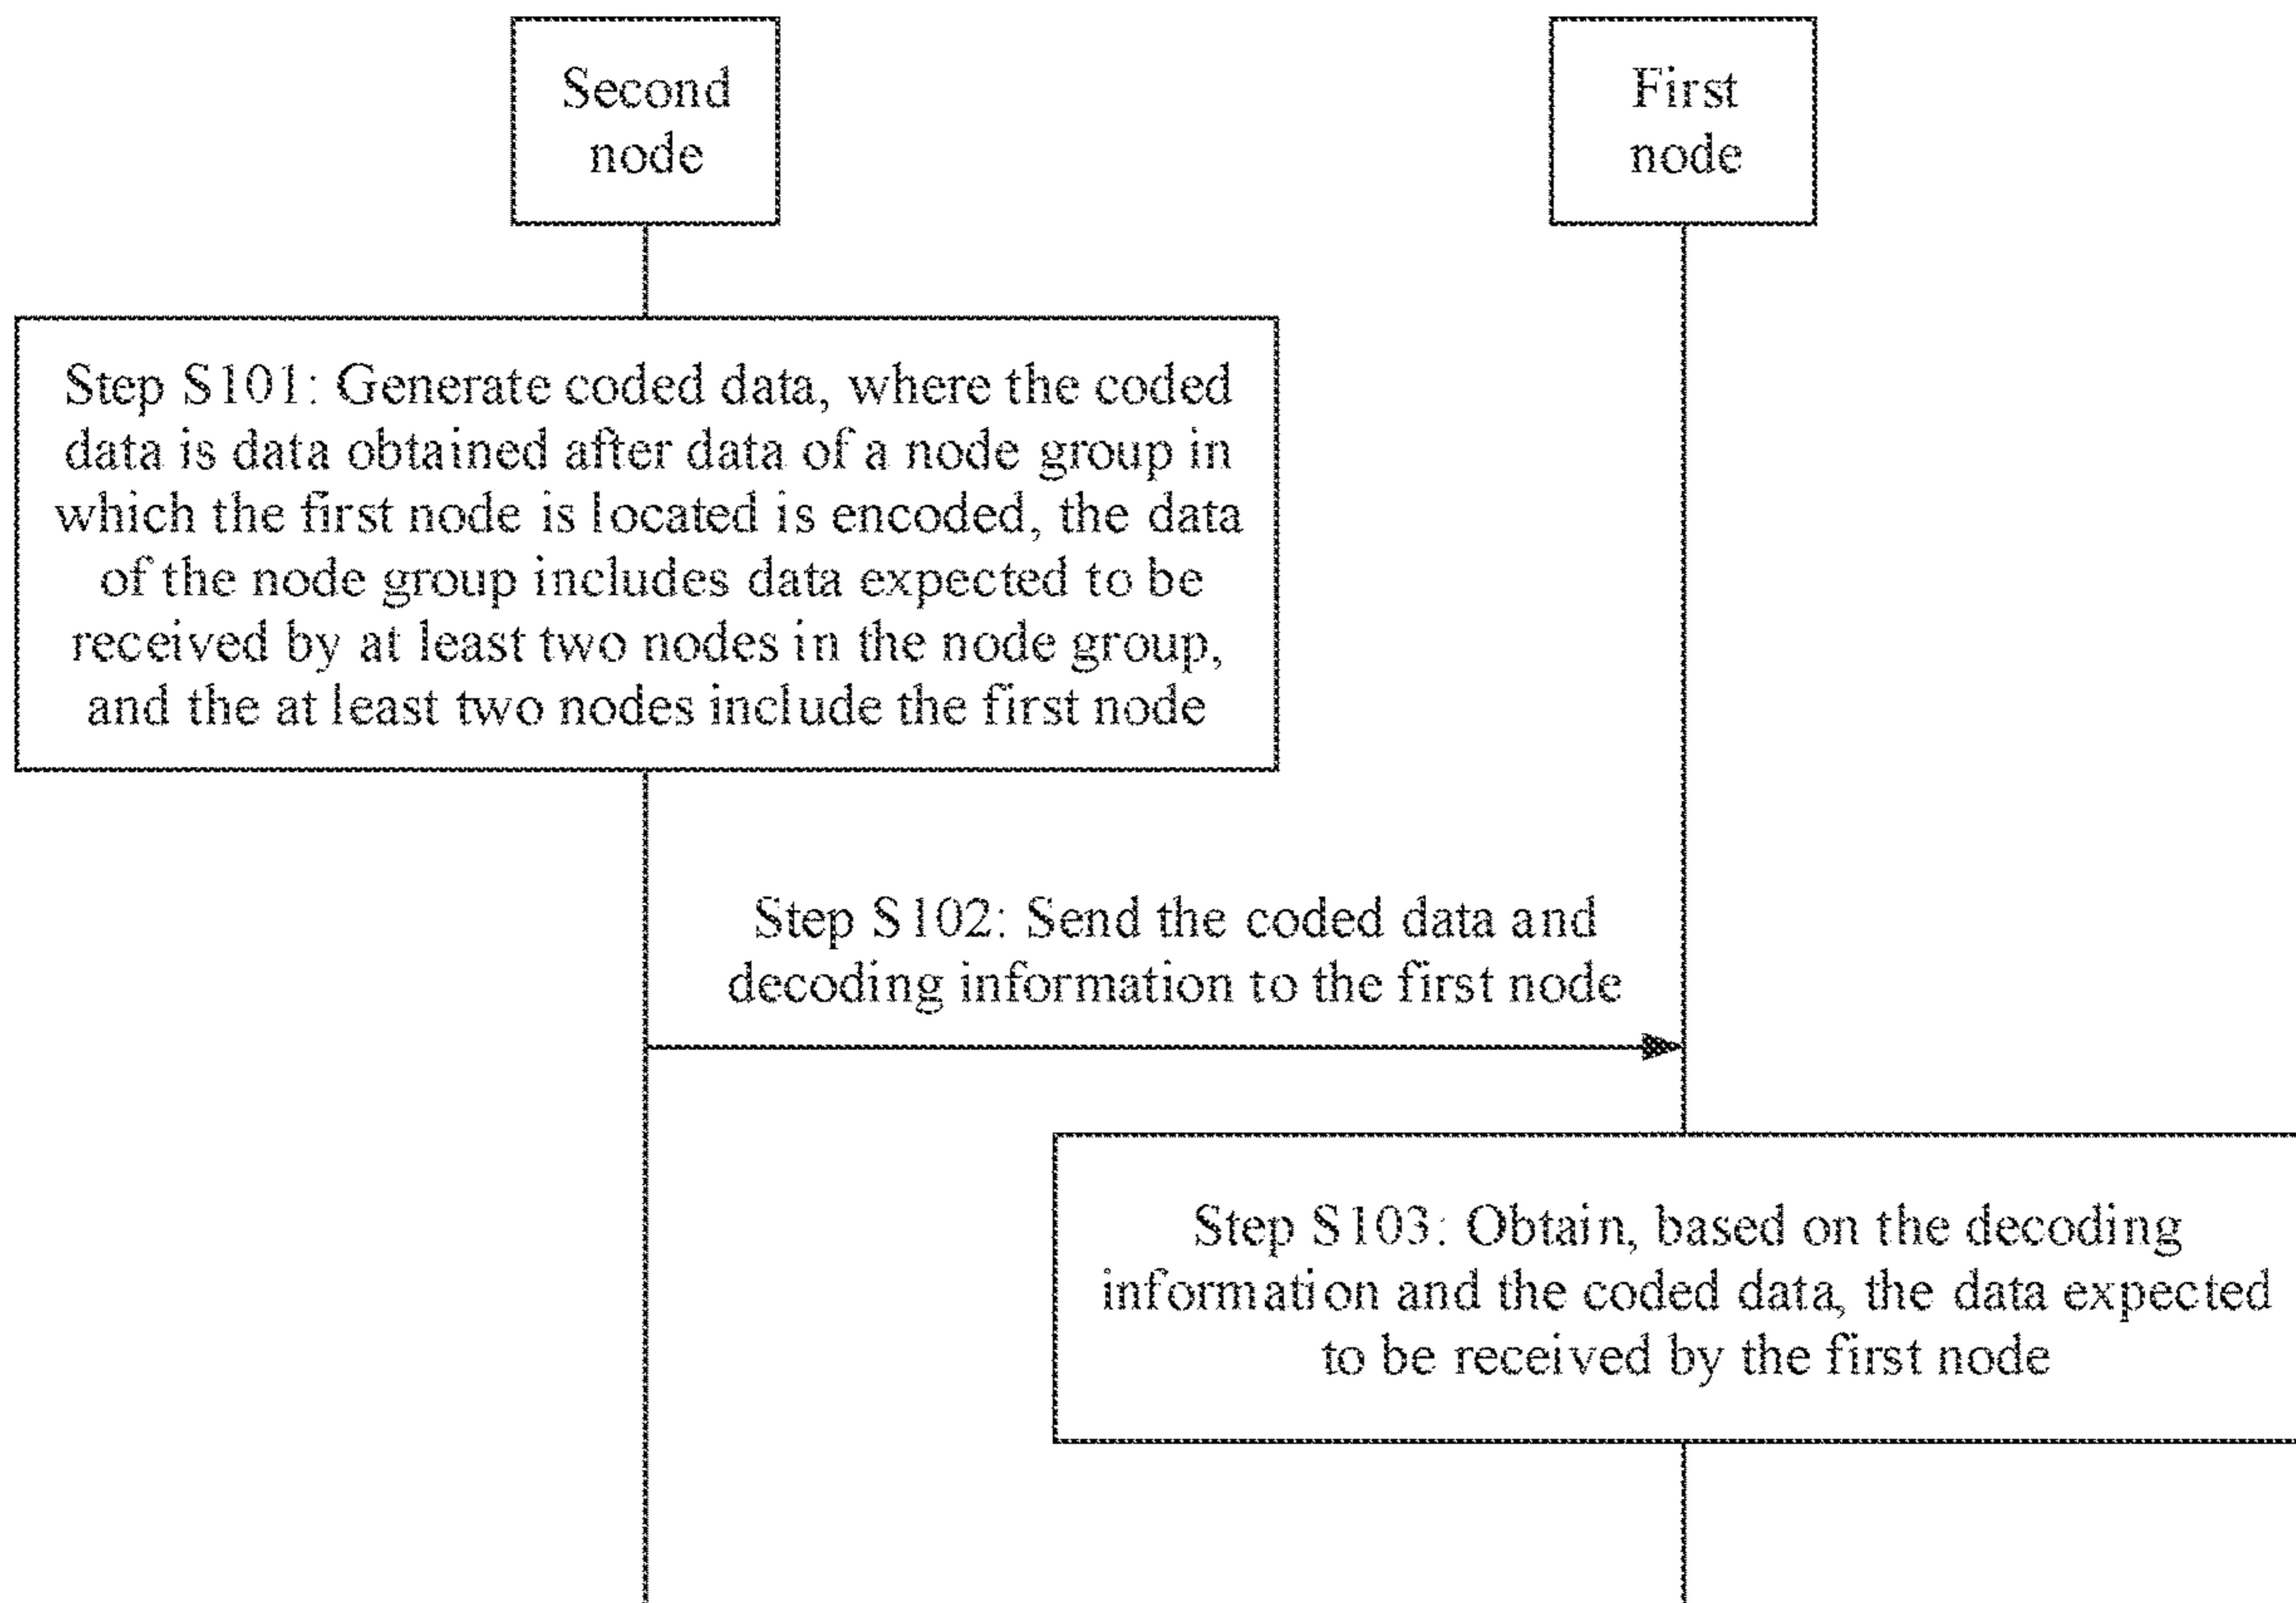 Second
node
First
node
Step S101: Generate coded data, where the coded
data is data obtained after data of a node group in
which the first node is located is encoded, the data
of the node group includes data expected to be
received by at least two nodes in the node group,
and the at least two nodes include the first node
Step S102: Send the coded data and
decoding information to the first node
Step S103: Obtain, based on the decoding
information and the coded data, the data expected
to be received by the first node